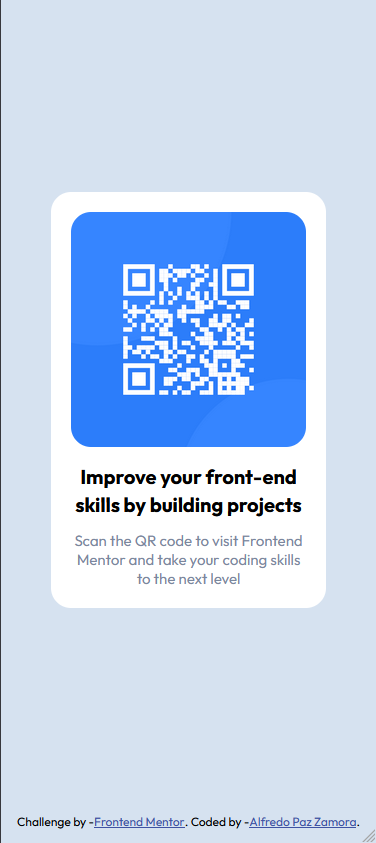 Improve your front-end
skills by building projects
Scan the QR code to visit Frontend
Mentor and take your coding skills
to the next level
Challenge by -Frontend Mentor. Coded by -Alfredo Paz Zamora.